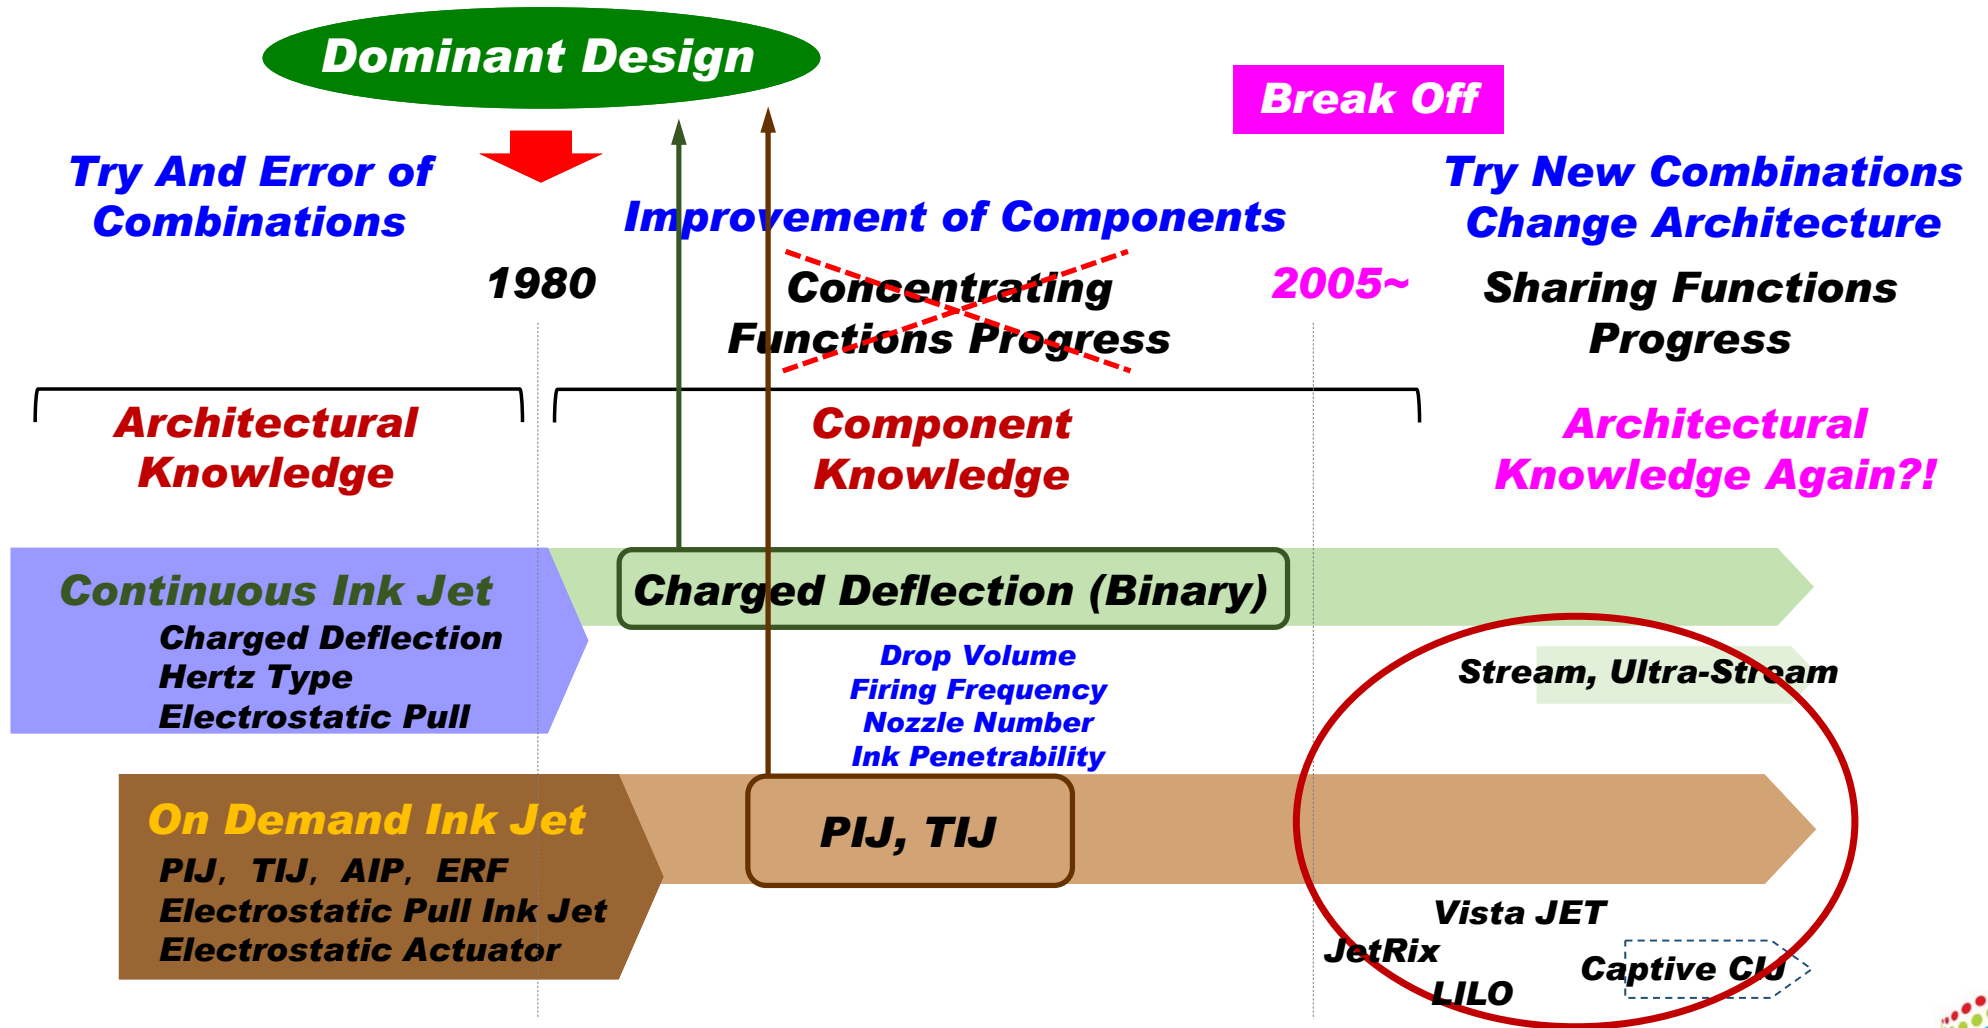 Dominant Design
Break Off
Try And Error of
Combinations
Improvement of Components
Try New Combinations
Change Architecture
1980
Concentrating
Functions Progress
2005~
Sharing Functions
Progress
Architectural
Knowledge
Component
Knowledge
Architectural
Knowledge Again?!
Continuous Ink Jet
Charged Deflection
Hertz Type
Electrostatic Pull
Charged Deflection (Binary)
Drop Volume
Firing Frequency
Nozzle Number
Ink Penetrability
Stream, Ultra-Stream
On Demand Ink Jet
PIJ, TIJ, AIP, ERF
Electrostatic Pull Ink Jet
Electrostatic Actuator
PIJ, TIJ
Vista JET
JetRix
LILO
Captive CIJ